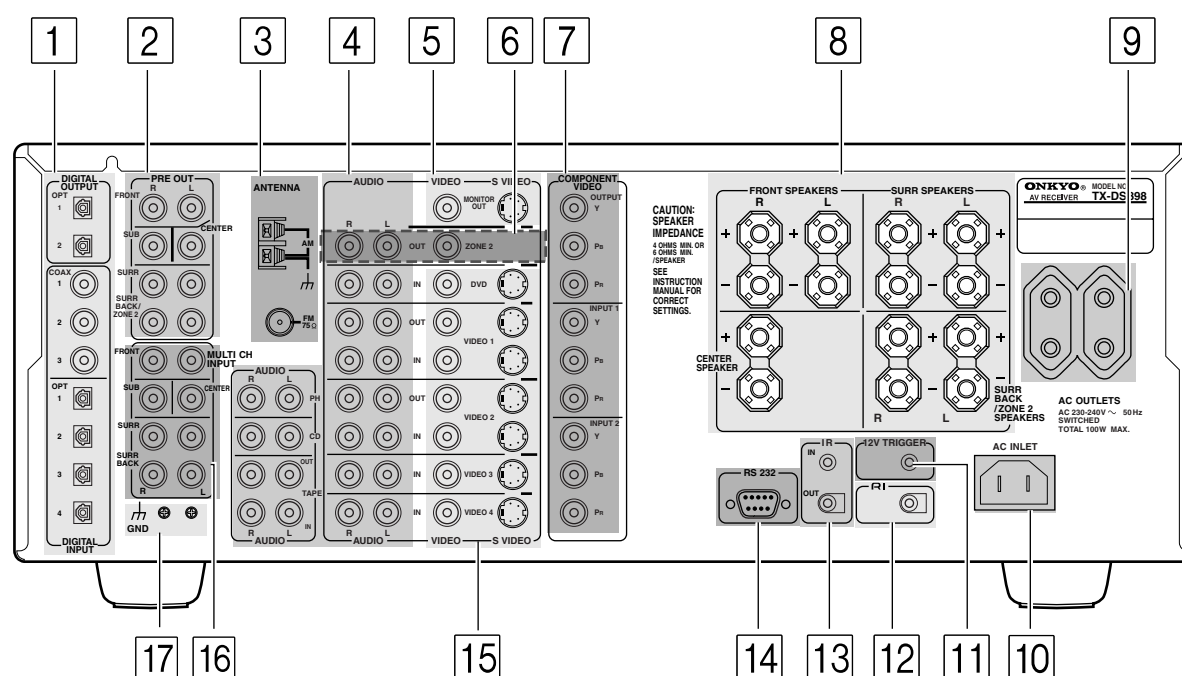 1 2 3 4 5 6 7 8 9
DIGITAL
OUTPUT
OPT
1
2
COAX
1
2
3
OPT
1
2
3
4
DIGITAL
INPUT
PRE OUT
R L
FRONT
CENTER
SUB
SURR
SURR
BACK/
ZONE 2
FRONT
MULTI CH
INPUT
SUB
CENTER
SURR
SURR
BACK
R L
GND
ANTENNA
AM
FM
75Ω
AUDIO
R L
PH
CD
OUT
TAPE
IN
R L
AUDIO
AUDIO VIDEO S VIDEO
MONITOR
OUT
R L
OUT ZONE 2
IN DVD
OUT
VIDEO 1
IN
OUT
VIDEO 2
IN
IN VIDEO 3
IN VIDEO 4
R L
AUDIO VIDEO S VIDEO
COMPONENT
VIDEO
OUTPUT
Y
PB
PR
INPUT 1
Y
PB
PR
INPUT 2
Y
PB
PR
CAUTION:
SPEAKER
IMPEDANCE
4 OHMS MIN. OR
6 OHMS MIN.
/SPEAKER
SEE
INSTRUCTION
MANUAL FOR
CORRECT
SETTINGS.
FRONT SPEAKERS
R L
+ +
– –
SURR SPEAKERS
R L
+ +
– –
CENTER
SPEAKER
+
–
+ +
– –
SURR
BACK
/ZONE 2
SPEAKERS
R L
ONKYO® MODEL NO.
AV RECEIVER TX-DS898
AC OUTLETS
AC 230-240V ~ 50Hz
SWITCHED
TOTAL 100W MAX.
RS 232
IR
IN
OUT
12V TRIGGER
RI
AC INLET
17 16 15 14 13 12 11 10